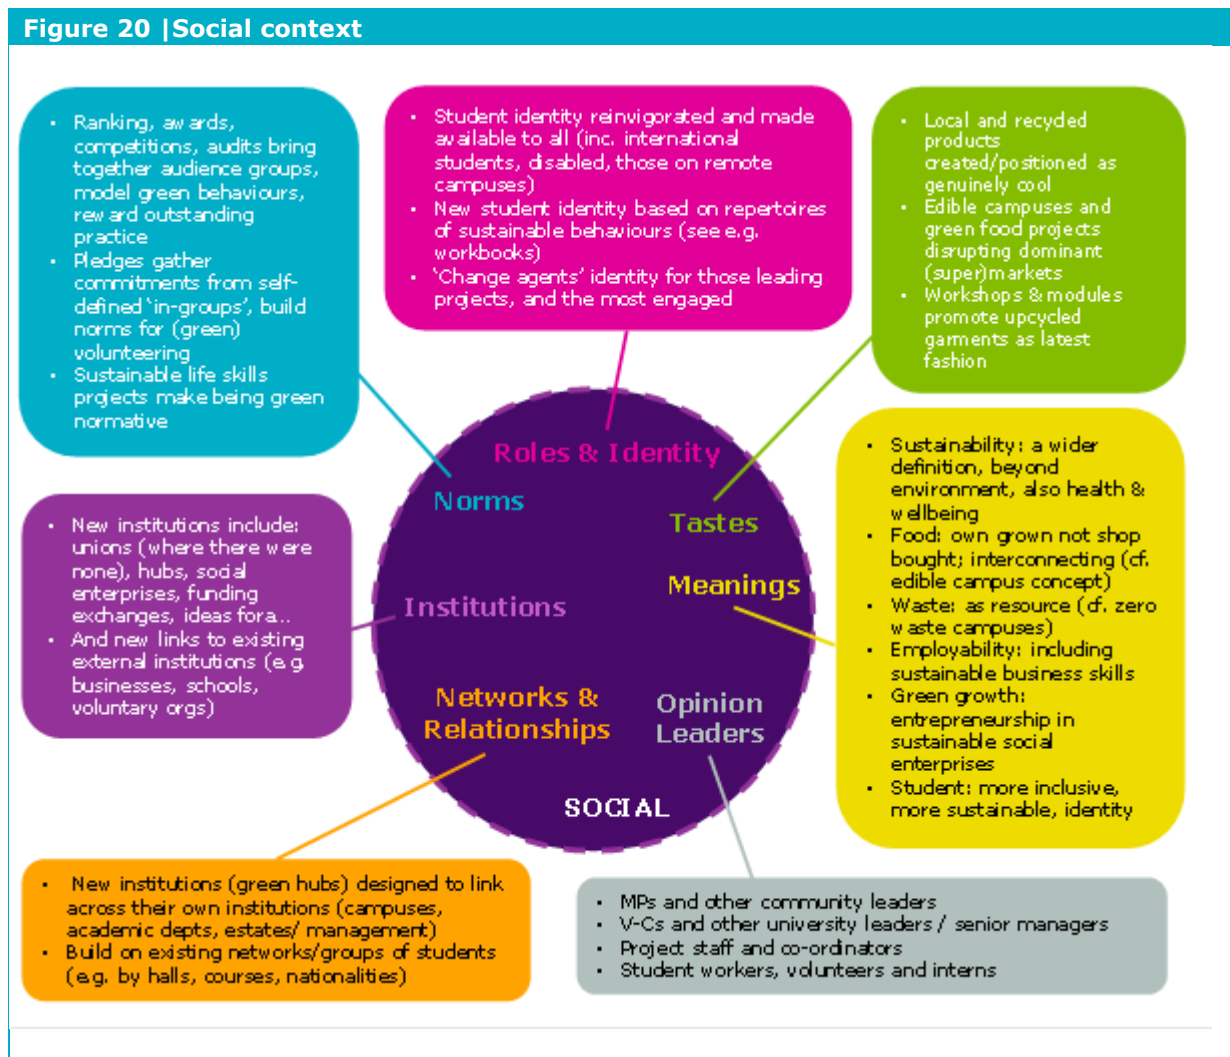 Figure 20 |Social context
• Ranking, awards,
competitions, audits bring
together audience groups,
model green behaviours,
reward outstanding
practice
• Pledges gather
commitments from self-
defined ‘in-groups’, build
norms for (green)
volunteering
• Sustainable life skills
projects make being green
normative
• Student identity reinvigorated and made
available to all (inc. international
students, disabled, those on remote
campuses)
• New student identity based on repertoires
of sustainable behaviours (see e.g.
workbooks)
• ‘Change agents’ identity for those leading
projects, and the most engaged
• Local and recycled
products
created/positioned as
genuinely cool
• Edible campuses and
green food projects
disrupting dominant
(super)markets
• Workshops & modules
promote upcycled
garments as latest
fashion
Roles & Identity
Norms
Tastes
Meanings
Institutions
Networks &
Relationships
Opinion
Leaders
SOCIAL
• New institutions include:
unions (where there were
none), hubs, social
enterprises, funding
exchanges, ideas fora...
• And new links to existing
external institutions (e.g.
businesses, schools,
voluntary orgs)
• Sustainability: a wider
definition, beyond
environment, also health &
wellbeing
• Food: own grown not shop
bought; interconnecting (cf.
edible campus concept)
• Waste: as resource (cf. zero
waste campuses)
• Employability: including
sustainable business skills
• Green growth:
entrepreneurship in
sustainable social
enterprises
• Student: more inclusive,
more sustainable, identity
• New institutions (green hubs) designed to link
across their own institutions (campuses,
academic depts, estates/ management)
• Build on existing networks/groups of students
(e.g. by halls, courses, nationalities)
• MPs and other community leaders
• V-Cs and other university leaders / senior managers
• Project staff and co-ordinators
• Student workers, volunteers and interns